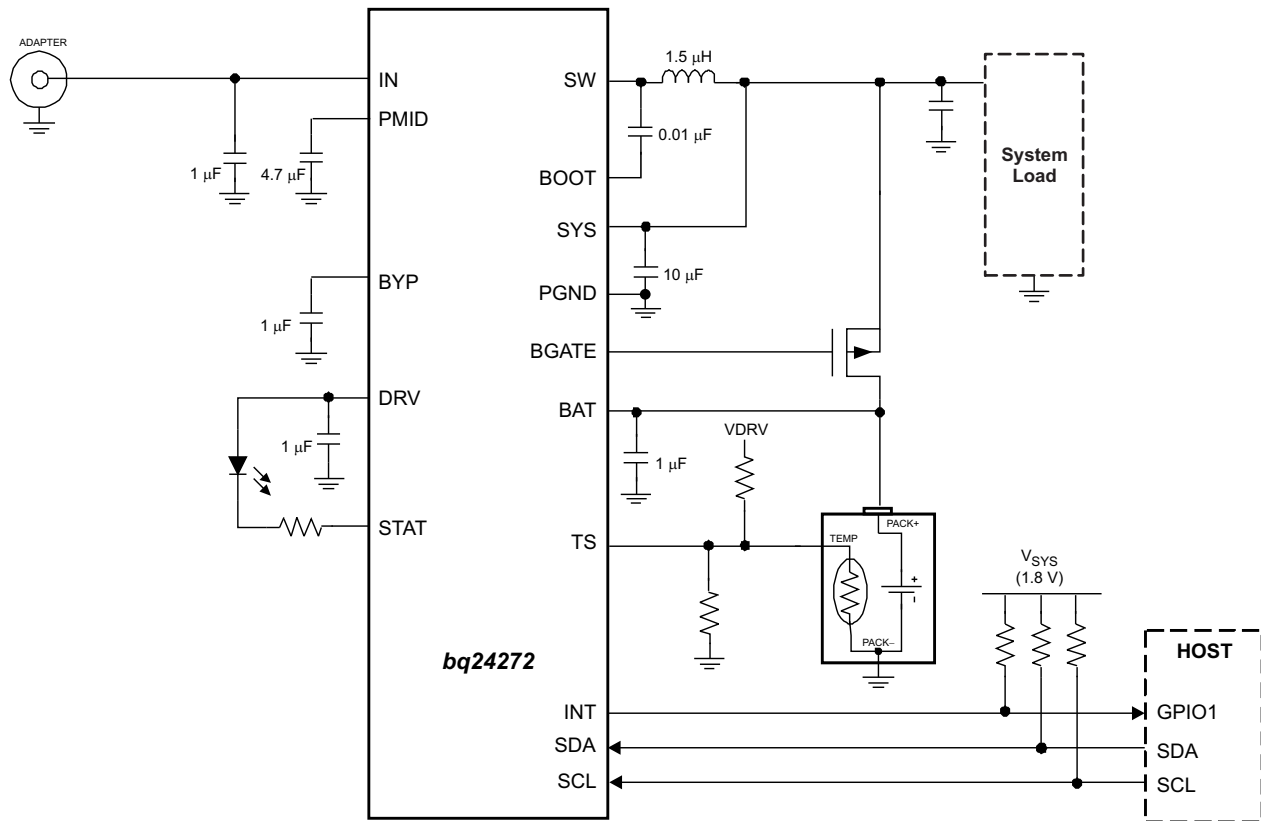 ADAPTER
IN
PMID
1 μF
4.7 μF
BYP
1 μF
DRV
1 μF
STAT
bq24272
SW
1.5 μH
0.01 μF
BOOT
SYS
10 μF
PGND
BGATE
BAT
1 μF
VDRV
TS
TEMP
PACK+
+
-
PACK–
System
Load
VSYS
(1.8 V)
HOST
INT
GPIO1
SDA
SDA
SCL
SCL